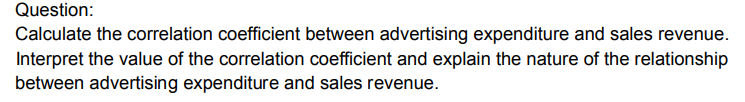 Question:
Calculate the correlation coefficient between advertising expenditure and sales revenue.
Interpret the value of the correlation coefficient and explain the nature of the relationship
between advertising expenditure and sales revenue.